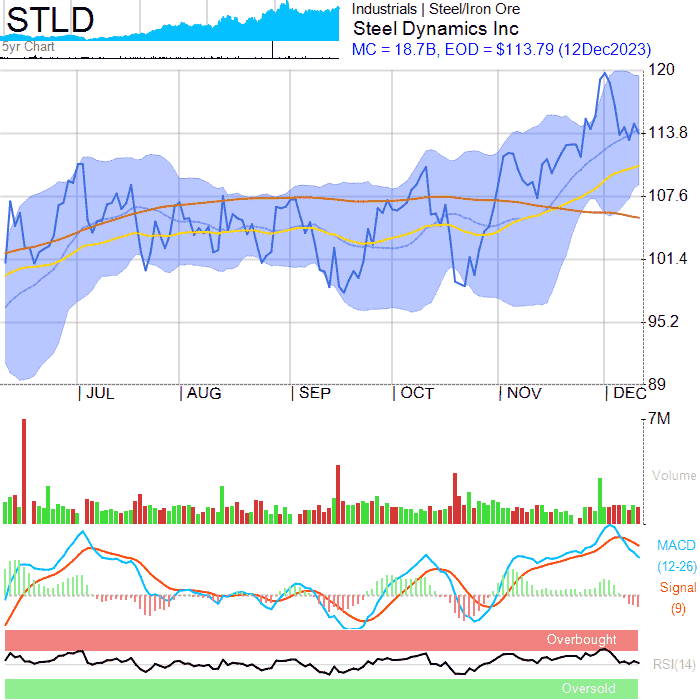 STLD
5yr Chart
Industrials | Steel/Iron Ore
Steel Dynamics Inc
MC = 18.7B, EOD = $113.79 (12Dec2023)
120
113.8
107.6
101.4
95.2
89
JUL AUG SEP OCT NOV DEC
7M
Volume
MACD
(12-26)
Signal
(9)
Overbought
RSI(14)
Oversold